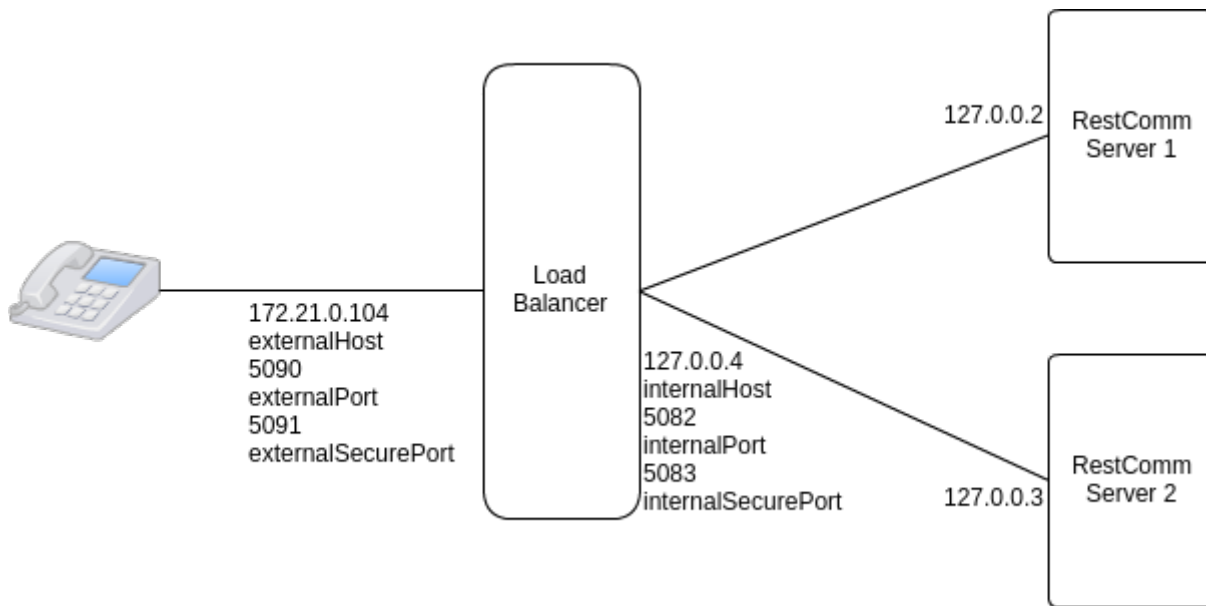 127.0.0.2
RestComm
Server 1
Load
Balancer
172.21.0.104
externalHost
5090
externalPort
5091
externalSecurePort
127.0.0.4
internalHost
5082
internalPort
5083
internalSecurePort
RestComm
Server 2
127.0.0.3